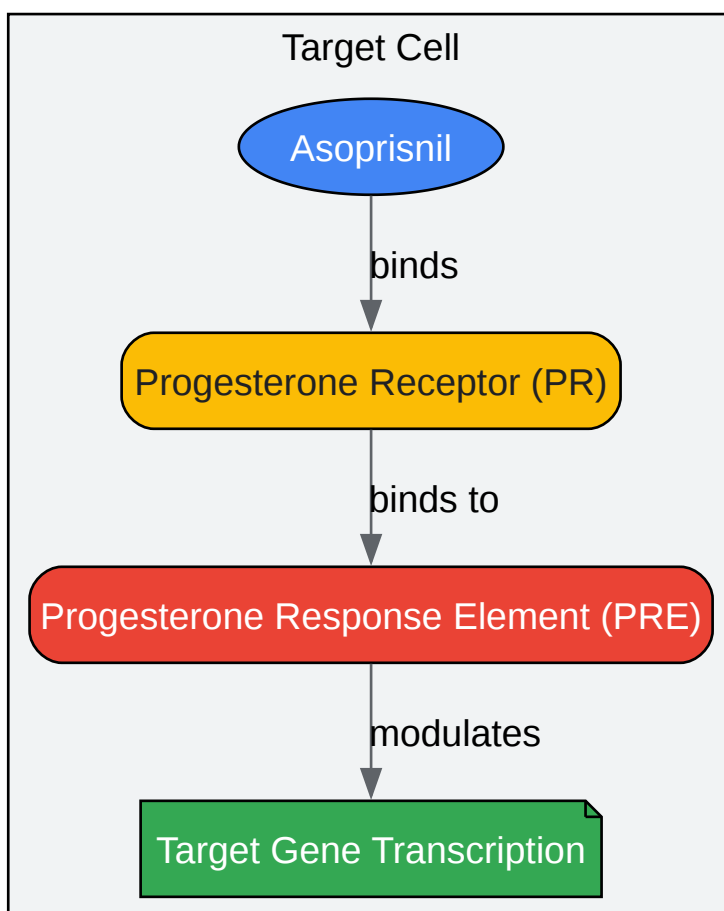 Target Cell
Asoprisnil
binds
Progesterone Receptor (PR)
binds to
Progesterone Response Element (PRE)
modulates
Target Gene Transcription